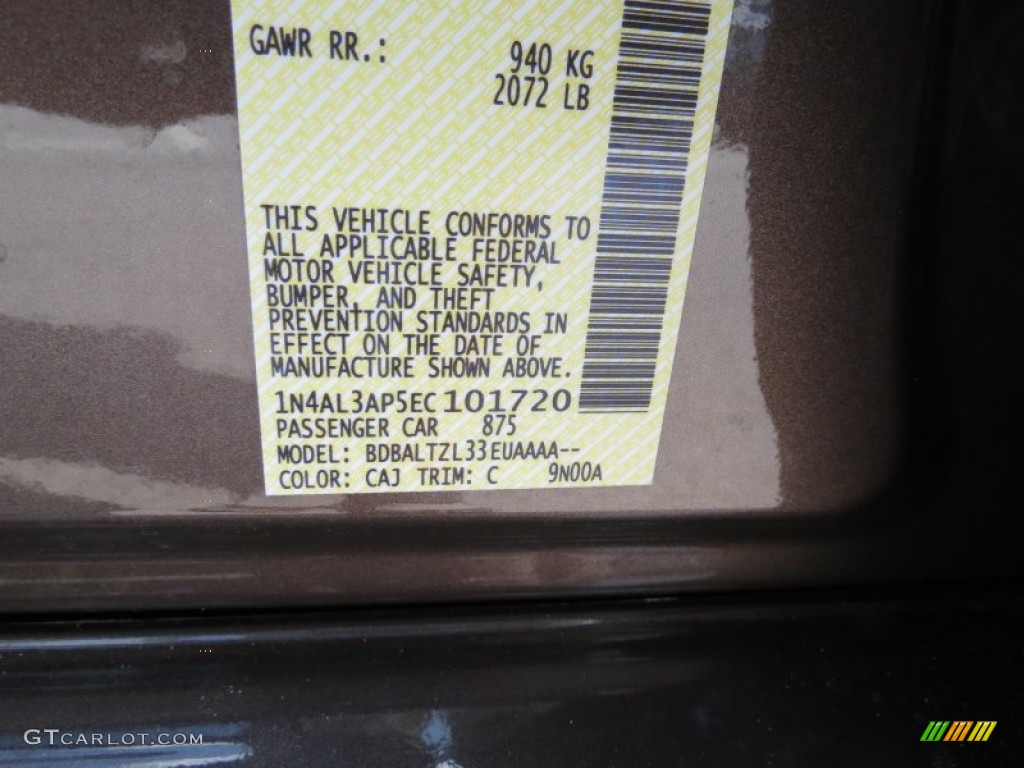 GAWR RR.: 940 KG
2072 LB
THIS VEHICLE CONFORMS TO
ALL APPLICABLE FEDERAL
MOTOR VEHICLE SAFETY,
BUMPER, AND THEFT
PREVENTION STANDARDS IN
EFFECT ON THE DATE OF
MANUFACTURE SHOWN ABOVE.
1N4AL3AP5EC101720
PASSENGER CAR 875
MODEL: BDBALTZL33EUAAAA--
COLOR: CAJ TRIM: C 9N00A
GTCARLOT.COM